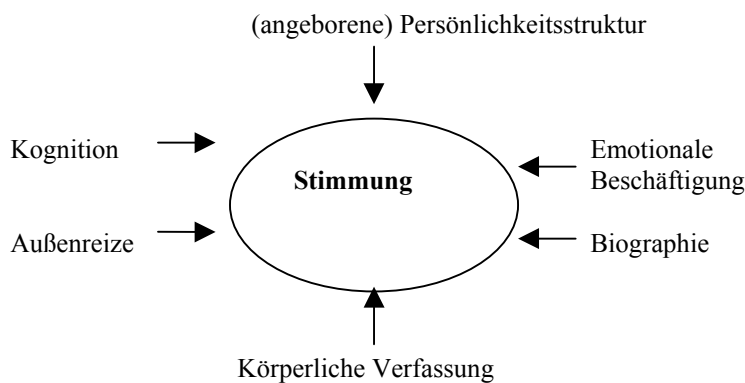 (angeborene) Persönlichkeitsstruktur
Kognition
Stimmung
Emotionale
Beschäftigung
Außenreize
Biographie
Körperliche Verfassung